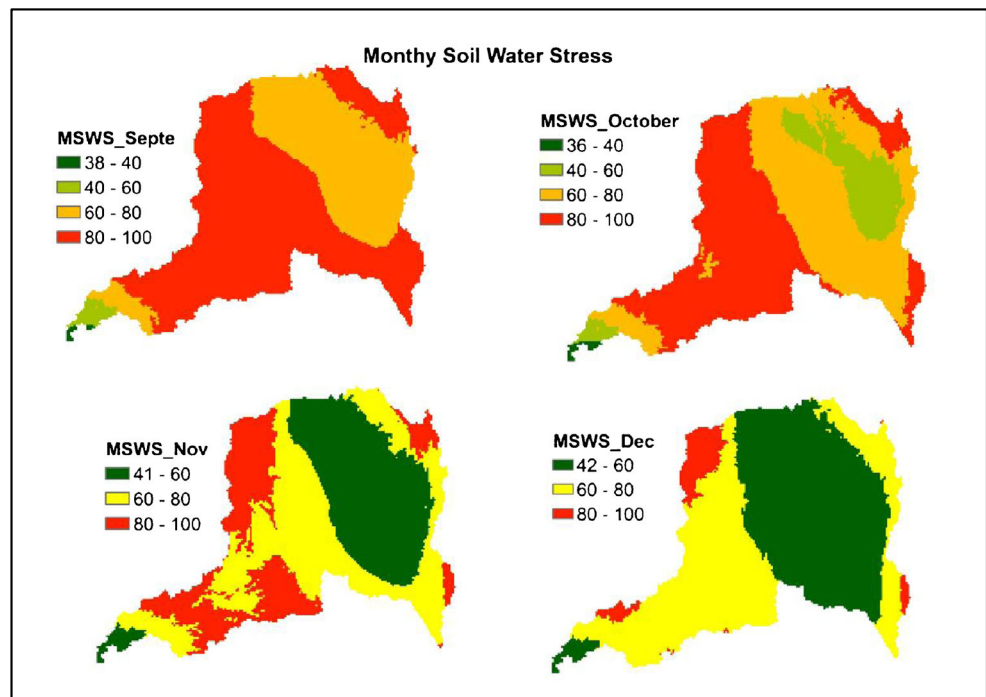 Monthy Soil Water Stress
MSWS_Septe
38 - 40
40 - 60
60 - 80
80 - 100
MSWS_October
36 - 40
40 - 60
60 - 80
80 - 100
MSWS_Nov
41 - 60
60 - 80
80 - 100
MSWS_Dec
42 - 60
60 - 80
80 - 100